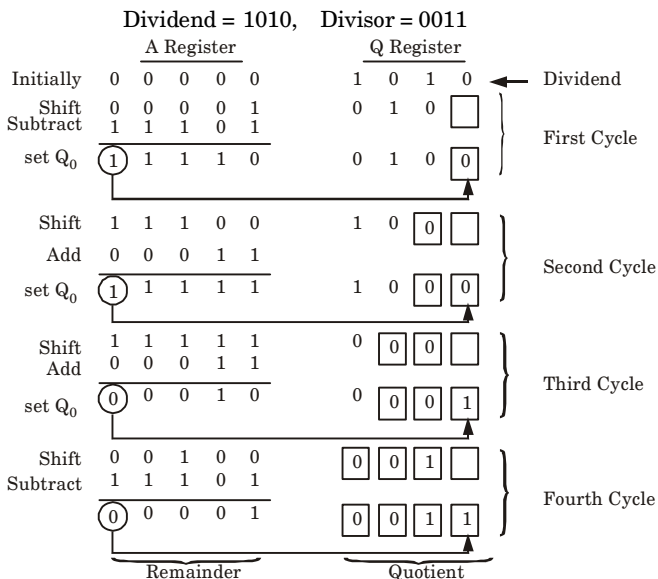 Dividend = 1010, Divisor = 0011
A Register Q Register
Initially 0 0 0 0 0 1 0 1 0 Dividend
Shift 0 0 0 0 1 0 1 0
Subtract 1 1 1 0 1
First Cycle
set Q0 1 1 1 1 0 0 1 0 0
Shift 1 1 1 0 0 1 0 0
Add 0 0 0 1 1
Second Cycle
set Q0 1 1 1 1 1 1 0 0 0
Shift 1 1 1 1 1 0 0 0
Add 0 0 0 1 1
Third Cycle
set Q0 0 0 0 1 0 0 0 0 1
Shift 0 0 1 0 0 0 0 1
Subtract 1 1 1 0 1
Fourth Cycle
0 0 0 0 1 0 0 1 1
Remainder Quotient